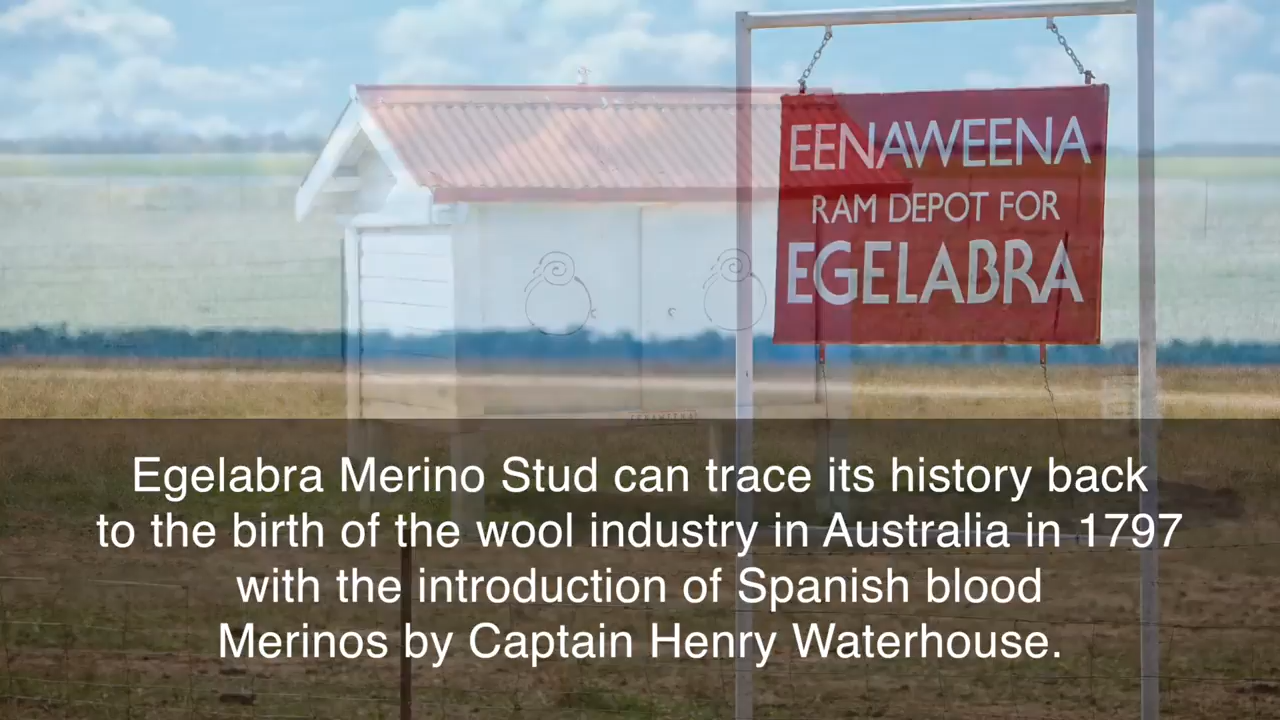 EENAWEENA
RAM DEPOT FOR
EGELABRA
EENAWEENA
Egelabra Merino Stud can trace its history back
to the birth of the wool industry in Australia in 1797
with the introduction of Spanish blood
Merinos by Captain Henry Waterhouse.